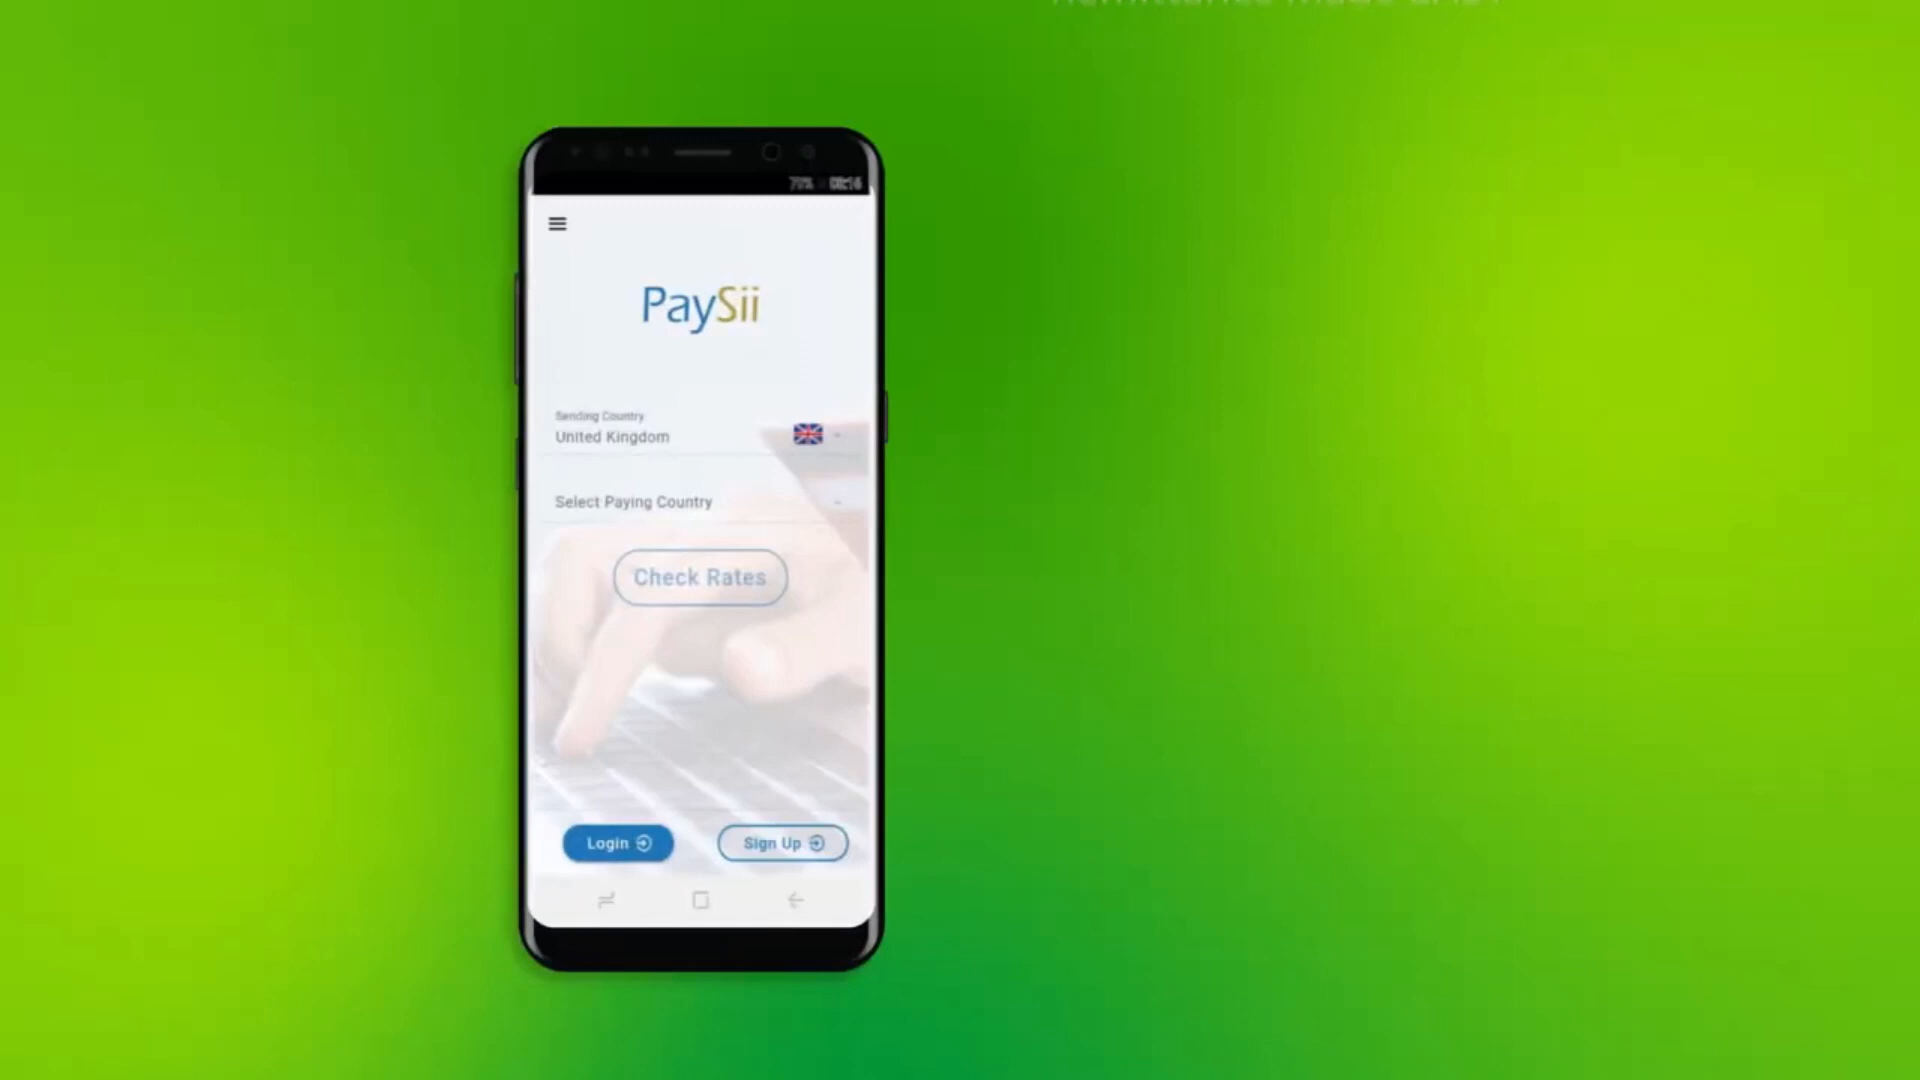 PaySii
Sending Country
United Kingdom
Select Paying Country
Check Rates
Login
Sign Up